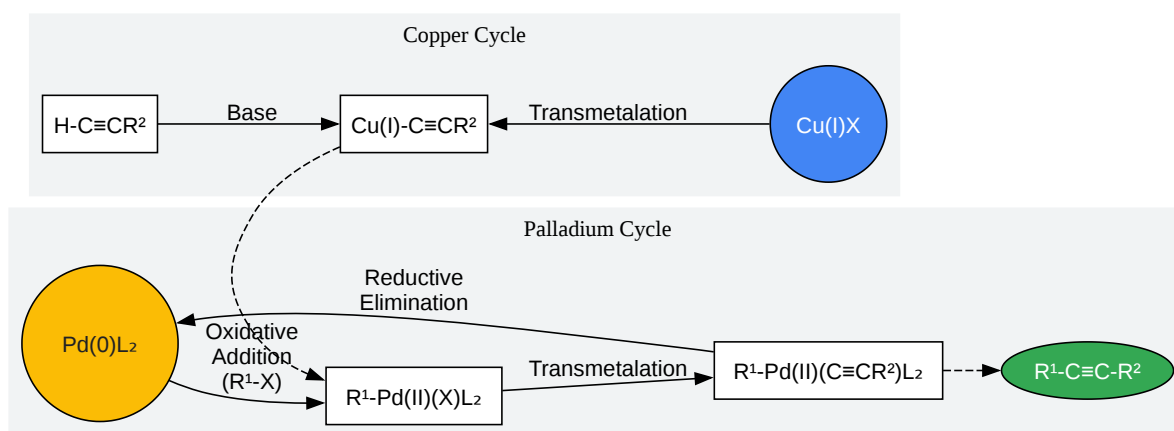 Copper Cycle
H-C≡CR²
Base
Cu(I)-C≡CR²
Transmetalation
Cu(I)X
Palladium Cycle
Pd(0)L₂
Reductive
Elimination
Oxidative
Addition
(R¹-X)
R¹-Pd(II)(X)L₂
Transmetalation
R¹-Pd(II)(C≡CR²)L₂
R¹-C≡C-R²